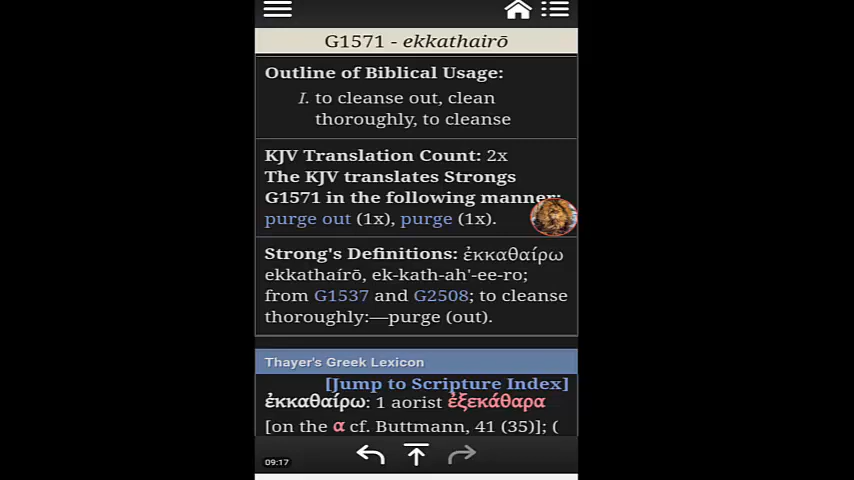 G1571 - ekkathairō
Outline of Biblical Usage:
I. to cleanse out, clean
thoroughly, to cleanse
KJV Translation Count: 2x
The KJV translates Strongs
G1571 in the following manner:
purge out (1x), purge (1x).
Strong's Definitions: ἐκκαθαίρω
ekkathaírō, ek-kath-ah'-ee-ro;
from G1537 and G2508; to cleanse
thoroughly:—purge (out).
Thayer's Greek Lexicon
[Jump to Scripture Index]
ἐκκαθαίρω: 1 aorist ἐξεκάθαρα
[on the α cf. Buttmann, 41 (35)]; (
09:17